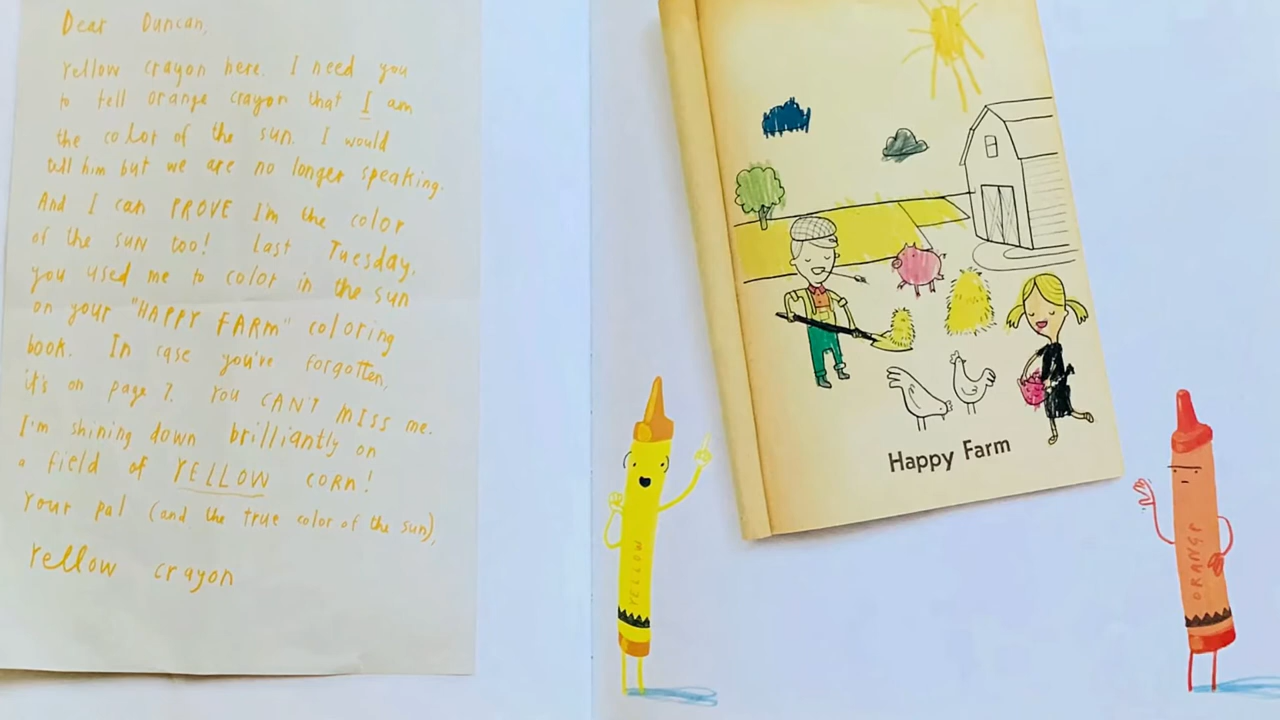 Dear Duncan,
Yellow crayon here. I need you
to tell orange crayon that I am
the color of the sun. I would
tell him but we are no longer speaking.
And I can PROVE I'm the color
of the sun too! Last Tuesday,
you used me to color in the sun
on your "HAPPY FARM" coloring
book. In case you've forgotten,
it's on page 7. You CAN'T MISS me.
I'm shining down brilliantly on
a field of YELLOW CORN!
Your pal (and the true color of the sun),
Yellow crayon
Happy Farm
YELLOW
ORANGE